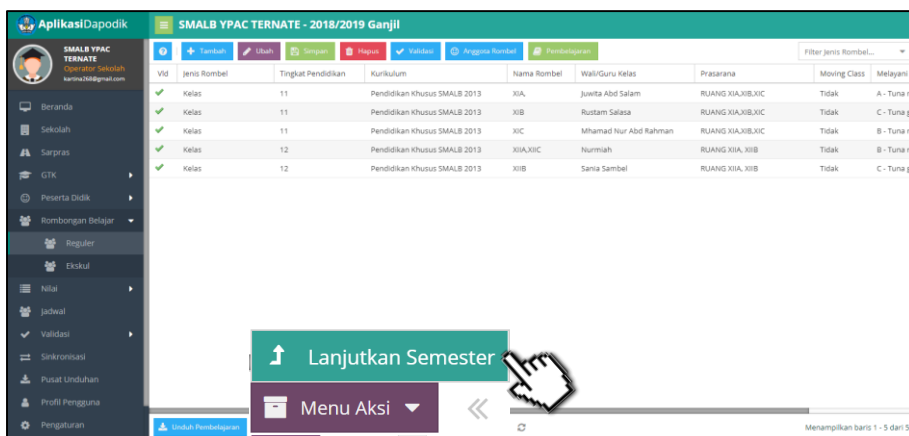 AplikasiDapodik
SMALB YPAC TERNATE - 2018/2019 Ganjil
SMALB YPAC
TERNATE
Operator Sekolah
kartina268@gmail.com
Tambah Ubah Simpan Hapus Validasi Anggota Rombel Pembelajaran Filter Jenis Rombel...
Vld Jenis Rombel Tingkat Pendidikan Kurikulum Nama Rombel Wali/Guru Kelas Prasarana Moving Class Melayani
Kelas 11 Pendidikan Khusus SMALB 2013 XIA, Juwita Abd Salam RUANG XIA,XIB,XIC Tidak A - Tuna
Kelas 11 Pendidikan Khusus SMALB 2013 XIB Rustam Salasa RUANG XIA,XIB,XIC Tidak C - Tuna g
Kelas 11 Pendidikan Khusus SMALB 2013 XIC Mhamad Nur Abd Rahman RUANG XIA,XIB,XIC Tidak B - Tuna
Kelas 12 Pendidikan Khusus SMALB 2013 XIIA,XIIC Nurmiah RUANG XIIA, XIIB Tidak B - Tuna
Kelas 12 Pendidikan Khusus SMALB 2013 XIIB Sania Sambel RUANG XIIA, XIIB Tidak C - Tuna g
Beranda
Sekolah
Sarpras
GTK
Peserta Didik
Rombongan Belajar
Reguler
Ekskul
Nilai
Jadwal
Validasi
Sinkronisasi
Pusat Unduhan
Profil Pengguna
Pengaturan
Lanjutkan Semester
Menu Aksi
Unduh Pembelajaran
Menampilkan baris 1 - 5 dari 5